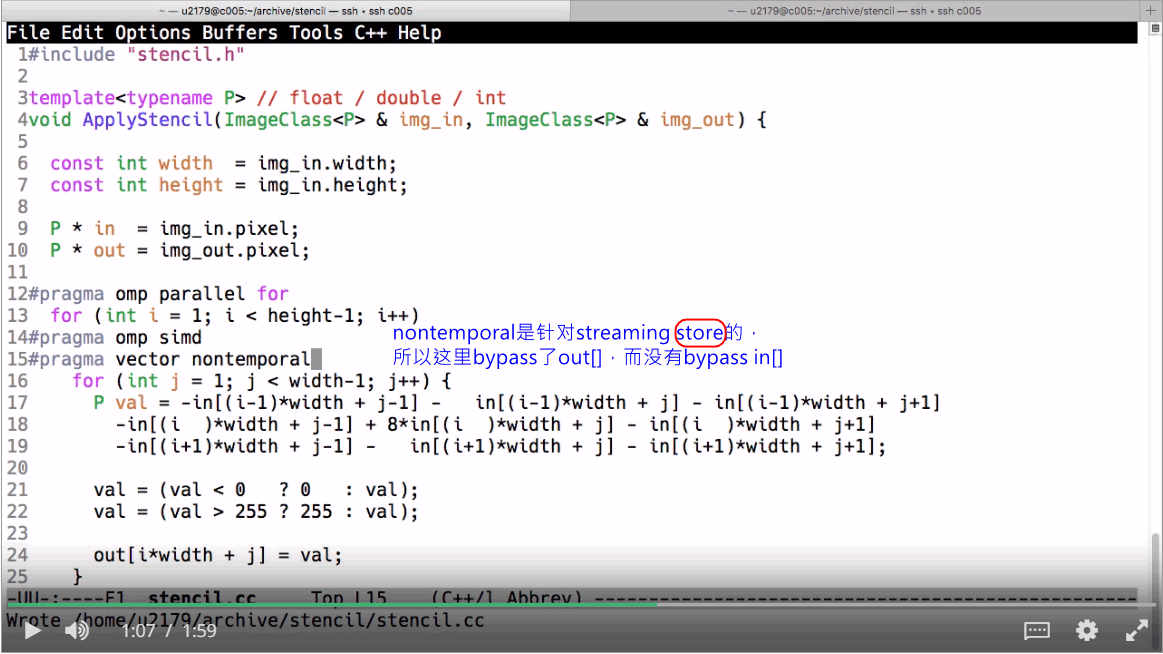 ~ — u2179@c005:~/archive/stencil — ssh • ssh c005
~ — u2179@c005:~/archive/stencil — ssh • ssh c005
File Edit Options Buffers Tools C++ Help
1#include "stencil.h"
2
3template<typename P> // float / double / int
4void ApplyStencil(ImageClass<P> & img_in, ImageClass<P> & img_out) {
5
6  const int width  = img_in.width;
7  const int height = img_in.height;
8
9  P * in  = img_in.pixel;
10  P * out = img_out.pixel;
11
12#pragma omp parallel for
13  for (int i = 1; i < height-1; i++)
14#pragma omp simd
nontemporal是针对streaming store的，
15#pragma vector nontemporal
所以这里bypass了out[]，而没有bypass in[]
16    for (int j = 1; j < width-1; j++) {
17      P val = -in[(i-1)*width + j-1] -   in[(i-1)*width + j] - in[(i-1)*width + j+1]
18        -in[(i  )*width + j-1] + 8*in[(i  )*width + j] - in[(i  )*width + j+1]
19        -in[(i+1)*width + j-1] -   in[(i+1)*width + j] - in[(i+1)*width + j+1];
20
21      val = (val < 0   ? 0   : val);
22      val = (val > 255 ? 255 : val);
23
24      out[i*width + j] = val;
25    }
-UU-:----F1  stencil.cc     Top L15    (C++/l Abbrev) ----------------------------------------
Wrote /home/u2179/archive/stencil/stencil.cc
1:07 / 1:59